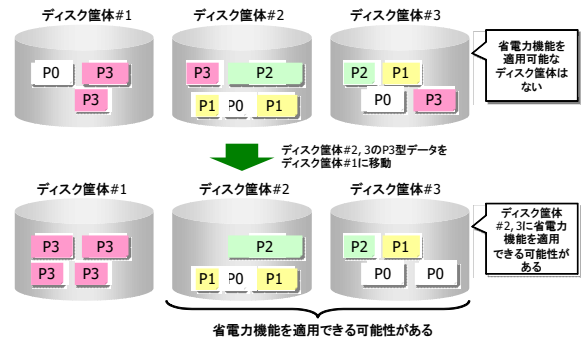 ディスク筐体#1
ディスク筐体#2
ディスク筐体#3
P0
P3
P3
P3
P2
P1
P0
P1
P2
P1
P0
P3
省電力機能を
適用可能な
ディスク筐体は
ない
ディスク筐体#2, 3のP3型データを
ディスク筐体#1に移動
ディスク筐体#1
ディスク筐体#2
ディスク筐体#3
P3
P3
P3
P3
P2
P1
P0
P1
P2
P1
P0
P0
ディスク筐体
#2, 3に省電力
機能を適用
できる可能性が
ある
省電力機能を適用できる可能性がある